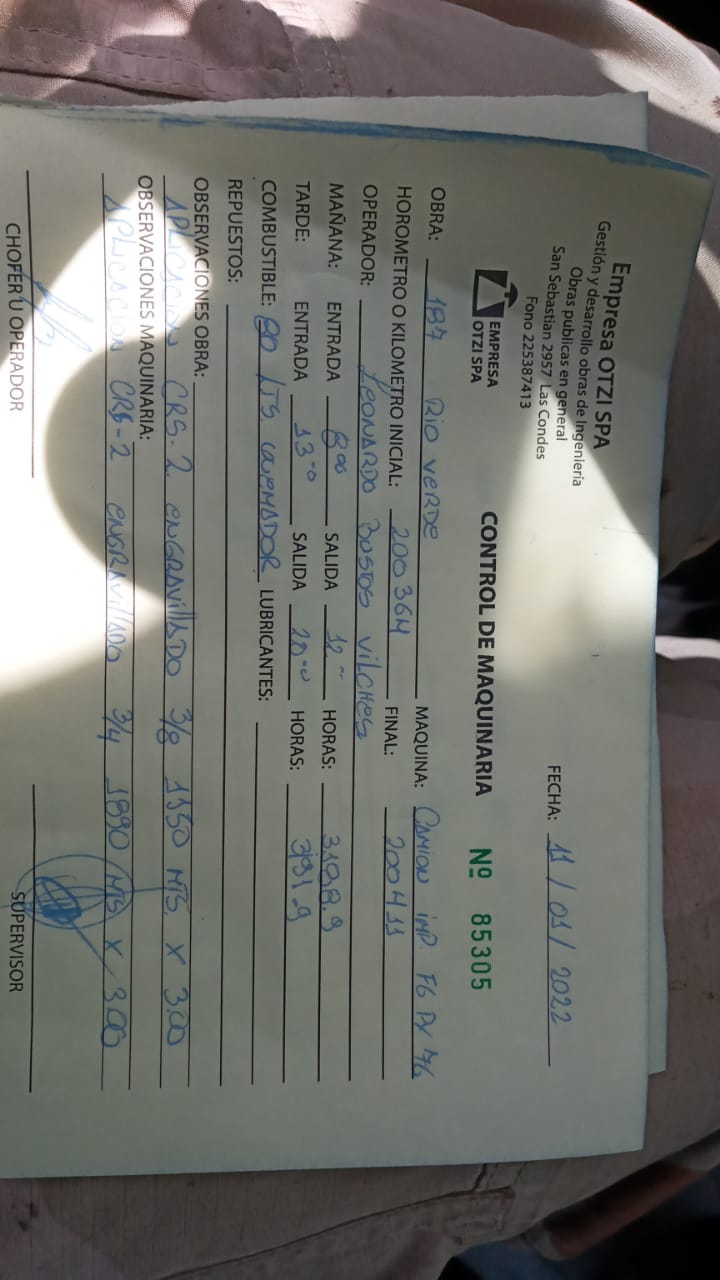 Empresa OTZI SPA
Gestión y desarrollo obras de Ingeniería
Obras publicas en general
San Sebastian 2957 Las Condes
Fono 225387413
EMPRESA
OTZI SPA
FECHA: 11 / 01 / 2022
CONTROL DE MAQUINARIA Nº 85305
OBRA: 187 Rio VERDE MAQUINA: CAMION imp. FG PX 76
HOROMETRO O KILOMETRO INICIAL: 200364 FINAL: 200411
OPERADOR: LEONARDO BUSTOS VILCHES
MAÑANA: ENTRADA 8⁰⁰ SALIDA 12 HORAS: 3188.9
TARDE: ENTRADA 13-⁰ SALIDA HORAS: 3191.9
COMBUSTIBLE: 80 LTS. QUEMADOR LUBRICANTES:
REPUESTOS:
OBSERVACIONES OBRA:
APLICACION CRS-2 ENGRAVILLADO 3/8 1150 MTS. X 3.00
OBSERVACIONES MAQUINARIA:
APLICACION CRS-2 ENGRAVILLADO 3/4 1890 MTS X 3.00
CHOFER U OPERADOR SUPERVISOR